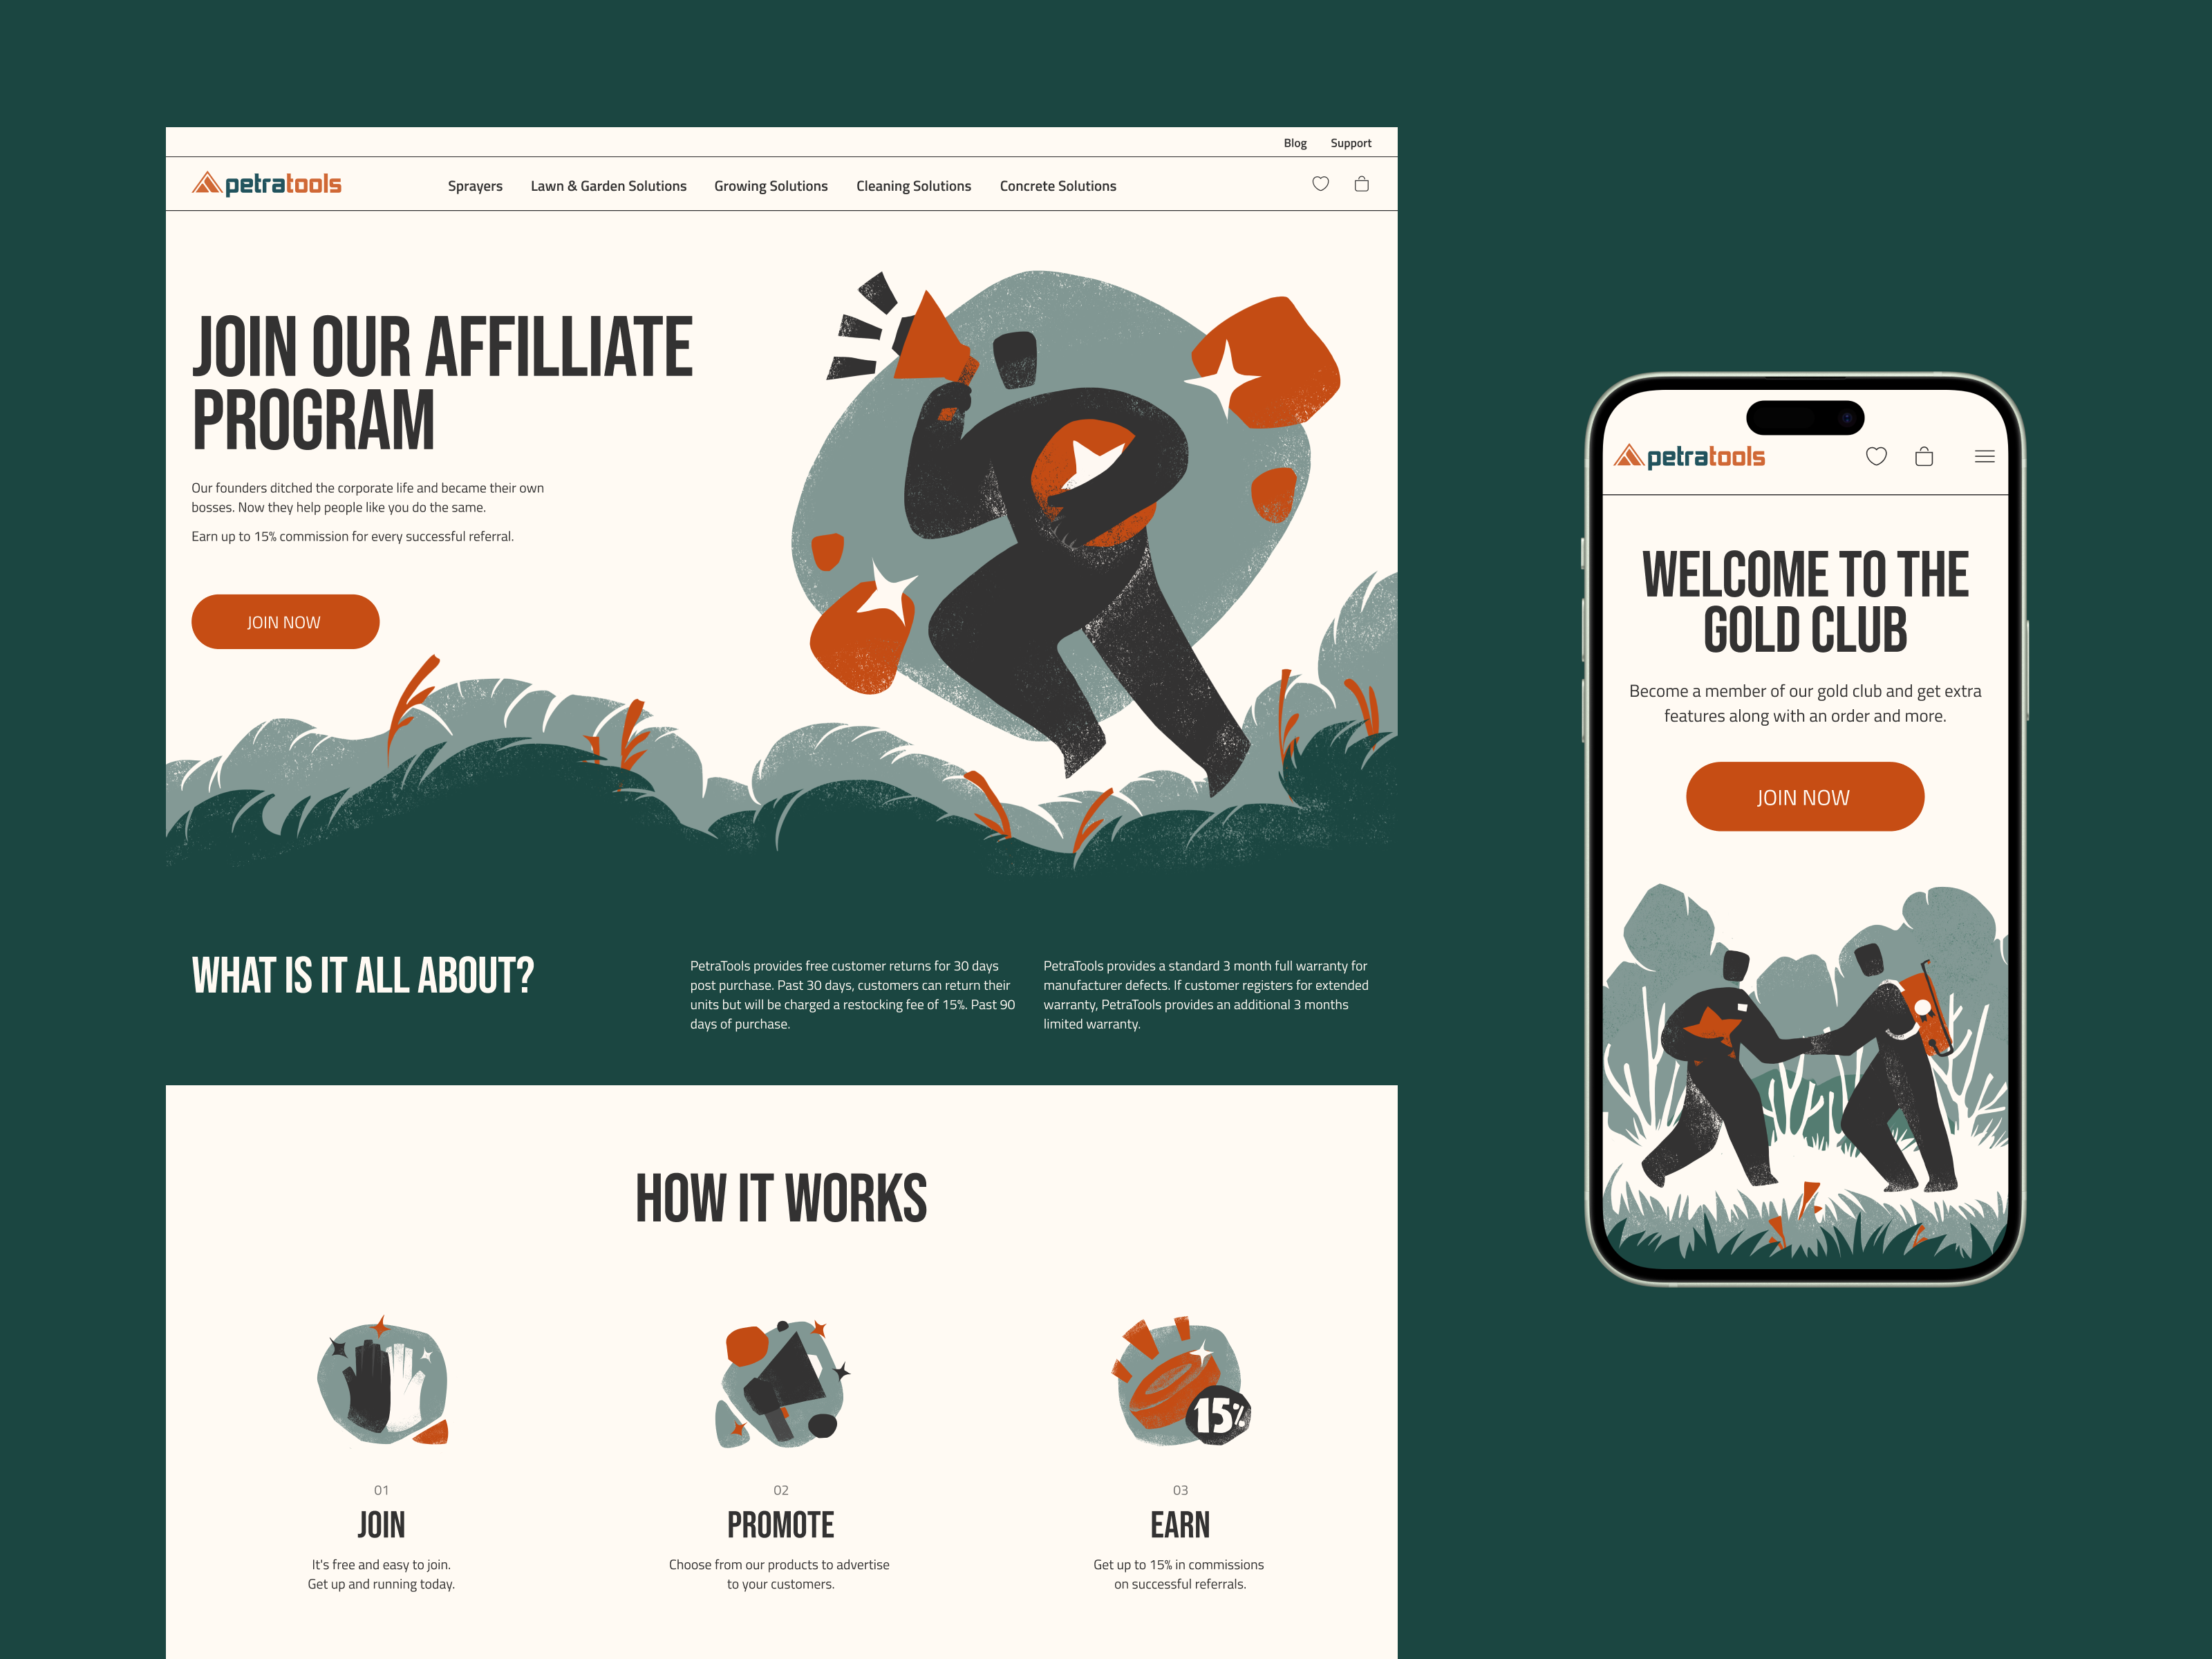 Blog Support
petratools
Sprayers Lawn & Garden Solutions Growing Solutions Cleaning Solutions Concrete Solutions
JOIN OUR AFFILLIATE
PROGRAM
Our founders ditched the corporate life and became their own
bosses. Now they help people like you do the same.
Earn up to 15% commission for every successful referral.
JOIN NOW
WHAT IS IT ALL ABOUT?
PetraTools provides free customer returns for 30 days
post purchase. Past 30 days, customers can return their
units but will be charged a restocking fee of 15%. Past 90
days of purchase.
PetraTools provides a standard 3 month full warranty for
manufacturer defects. If customer registers for extended
warranty, PetraTools provides an additional 3 months
limited warranty.
HOW IT WORKS
01
JOIN
It's free and easy to join.
Get up and running today.
02
PROMOTE
Choose from our products to advertise
to your customers.
15%
03
EARN
Get up to 15% in commissions
on successful referrals.
petratools
WELCOME TO THE
GOLD CLUB
Become a member of our gold club and get extra
features along with an order and more.
JOIN NOW